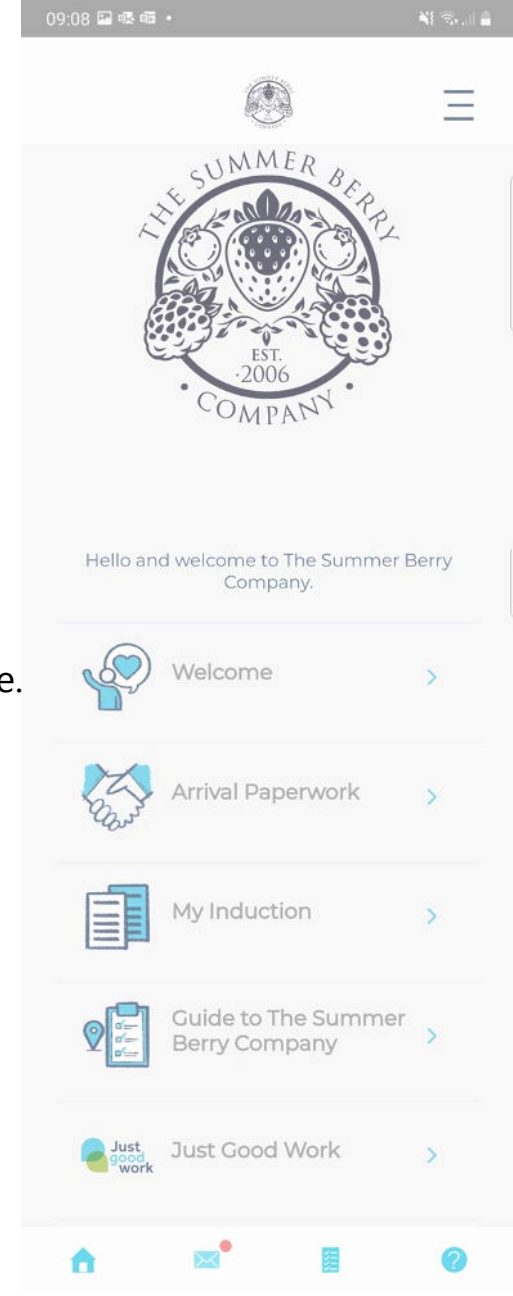 09:08
THE SUMMER BERRY
COMPANY
EST.
·2006
Hello and welcome to The Summer Berry
Company.
e.
Welcome
Arrival Paperwork
My Induction
Guide to The Summer
Berry Company
Just
good
work
Just Good Work
?